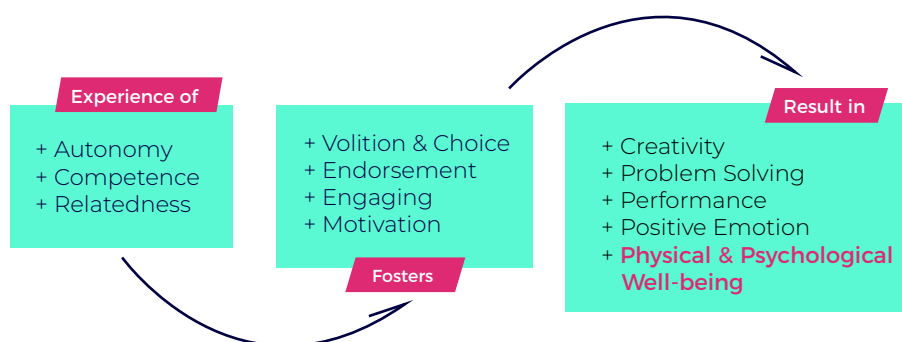 Experience of
+ Autonomy
+ Competence
+ Relatedness
+ Volition & Choice
+ Endorsement
+ Engaging
+ Motivation
Fosters
Result in
+ Creativity
+ Problem Solving
+ Performance
+ Positive Emotion
+ Physical & Psychological
Well-being